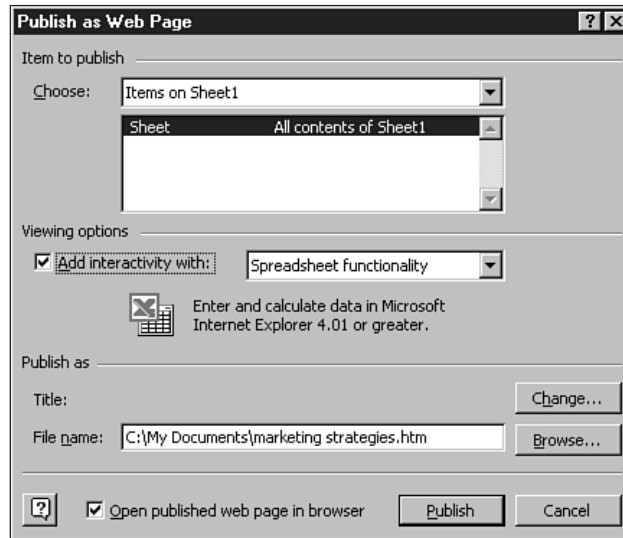 Publish as Web Page
Item to publish
Choose: Items on Sheet1
Sheet All contents of Sheet1
Viewing options
Add interactivity with: Spreadsheet functionality
Enter and calculate data in Microsoft
Internet Explorer 4.01 or greater.
Publish as
Title: Change...
File name: C:\My Documents\marketing strategies.htm Browse...
Open published web page in browser Publish Cancel